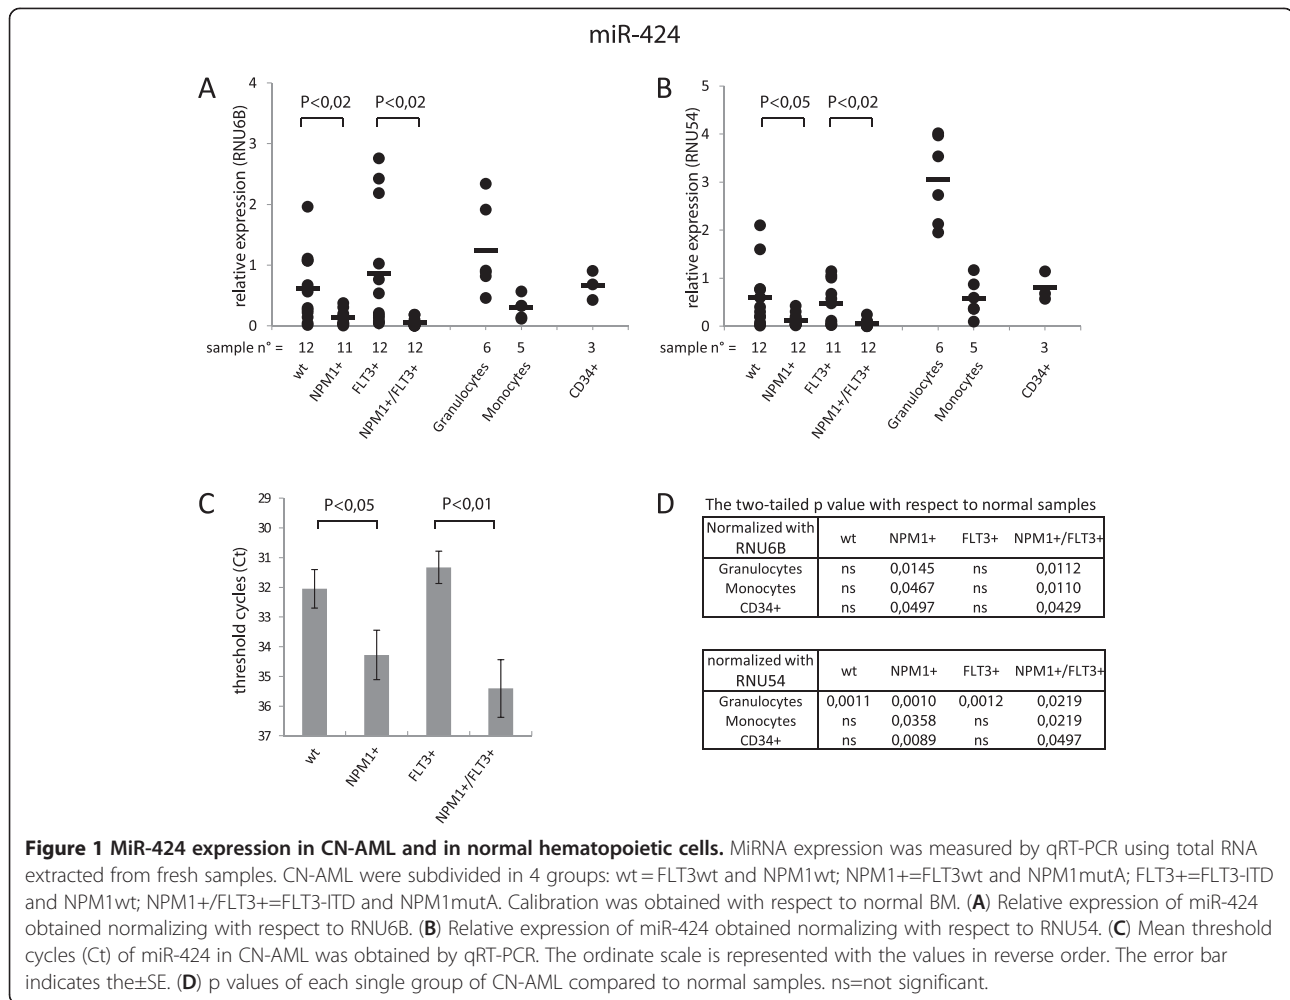 miR-424
A
relative expression (RNU6B)
4
3
2
1
0
P<0,02
P<0,02
sample n° = 12 11 12 12 6 5 3
wt NPM1+ FLT3+ NPM1+/FLT3+ Granulocytes Monocytes CD34+
B
relative expression (RNU54)
5
4
3
2
1
0
P<0,05
P<0,02
sample n° = 12 12 11 12 6 5 3
wt NPM1+ FLT3+ NPM1+/FLT3+ Granulocytes Monocytes CD34+
C
threshold cycles (Ct)
29
30
31
32
33
34
35
36
37
P<0,05
P<0,01
wt NPM1+ FLT3+ NPM1+/FLT3+
D
The two-tailed p value with respect to normal samples
Normalized with
RNU6B wt NPM1+ FLT3+ NPM1+/FLT3+
Granulocytes ns 0,0145 ns 0,0112
Monocytes ns 0,0467 ns 0,0110
CD34+ ns 0,0497 ns 0,0429
normalized with
RNU54 wt NPM1+ FLT3+ NPM1+/FLT3+
Granulocytes 0,0011 0,0010 0,0012 0,0219
Monocytes ns 0,0358 ns 0,0219
CD34+ ns 0,0089 ns 0,0497
Figure 1 MiR-424 expression in CN-AML and in normal hematopoietic cells. MiRNA expression was measured by qRT-PCR using total RNA
extracted from fresh samples. CN-AML were subdivided in 4 groups: wt = FLT3wt and NPM1wt; NPM1+=FLT3wt and NPM1mutA; FLT3+=FLT3-ITD
and NPM1wt; NPM1+/FLT3+=FLT3-ITD and NPM1mutA. Calibration was obtained with respect to normal BM. (A) Relative expression of miR-424
obtained normalizing with respect to RNU6B. (B) Relative expression of miR-424 obtained normalizing with respect to RNU54. (C) Mean threshold
cycles (Ct) of miR-424 in CN-AML was obtained by qRT-PCR. The ordinate scale is represented with the values in reverse order. The error bar
indicates the±SE. (D) p values of each single group of CN-AML compared to normal samples. ns=not significant.